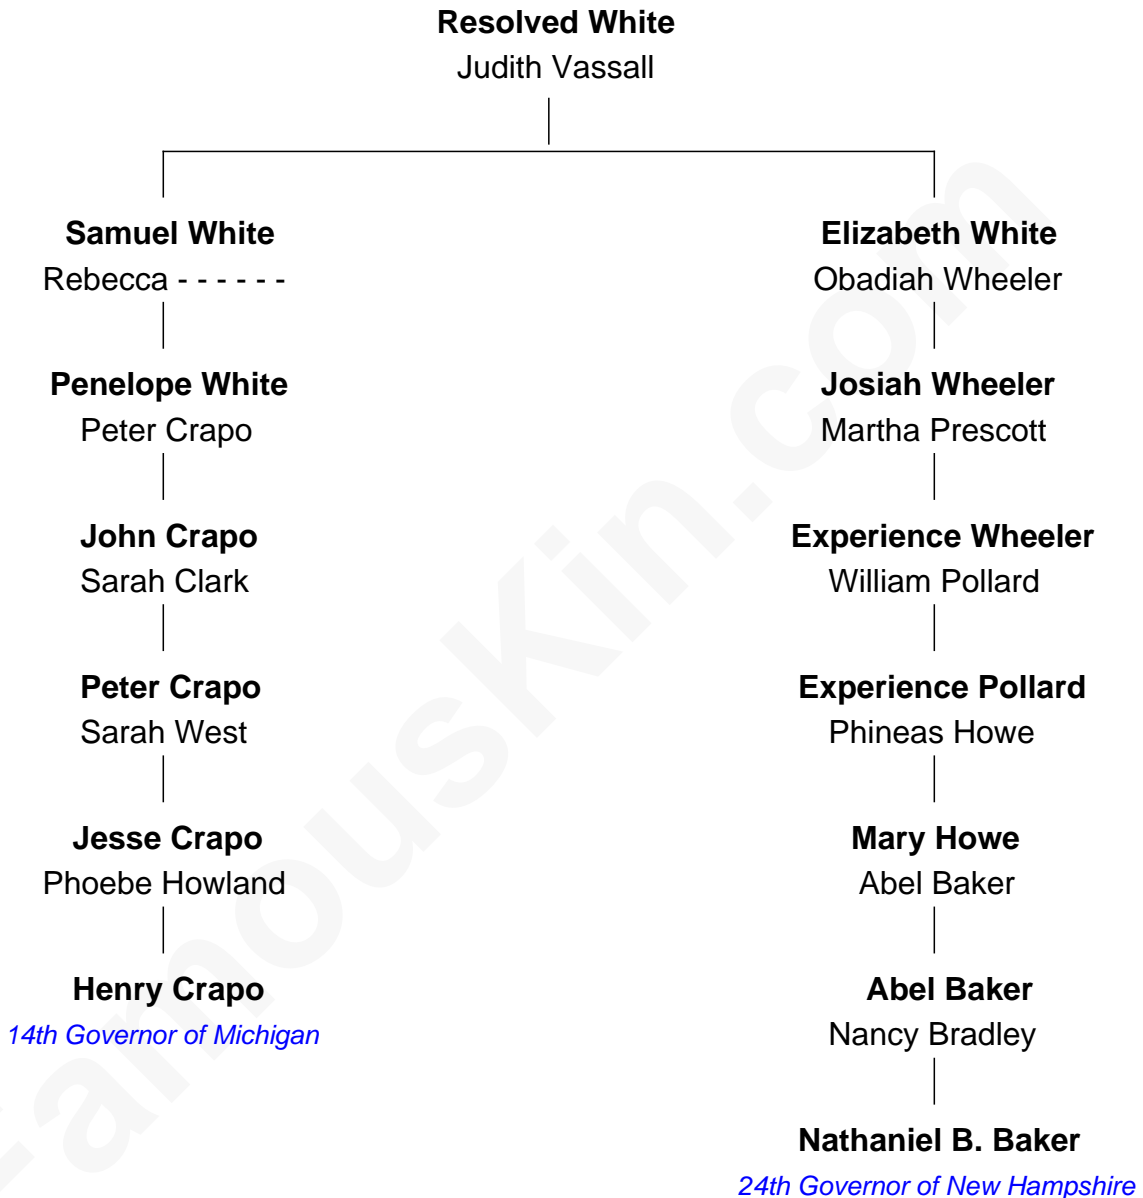 Resolved White
Judith Vassall
Samuel White
Rebecca - - - - - -
Elizabeth White
Obadiah Wheeler
Penelope White
Peter Crapo
Josiah Wheeler
Martha Prescott
John Crapo
Sarah Clark
Experience Wheeler
William Pollard
Peter Crapo
Sarah West
Experience Pollard
Phineas Howe
Jesse Crapo
Phoebe Howland
Mary Howe
Abel Baker
Henry Crapo
14th Governor of Michigan
Abel Baker
Nancy Bradley
Nathaniel B. Baker
24th Governor of New Hampshire
FamousKin.com